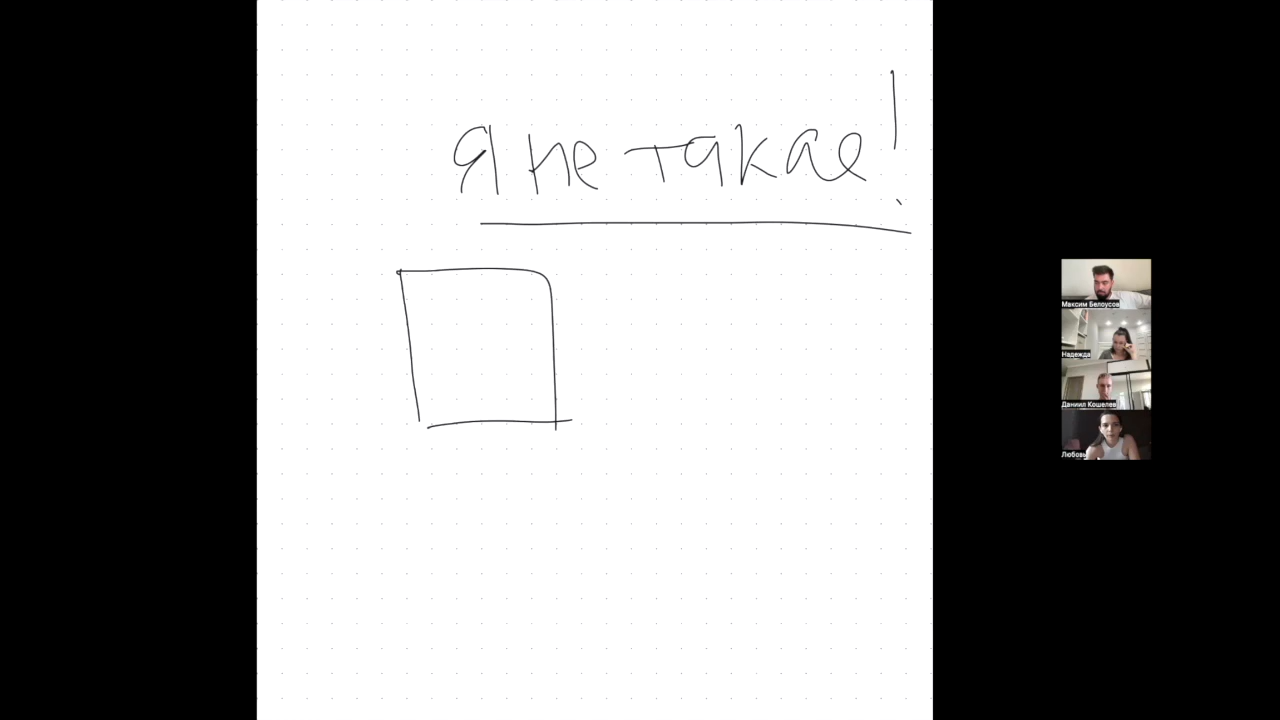 я не такае!
Максим Белоусов
Надежда
Даниил Кошелев
Любовь